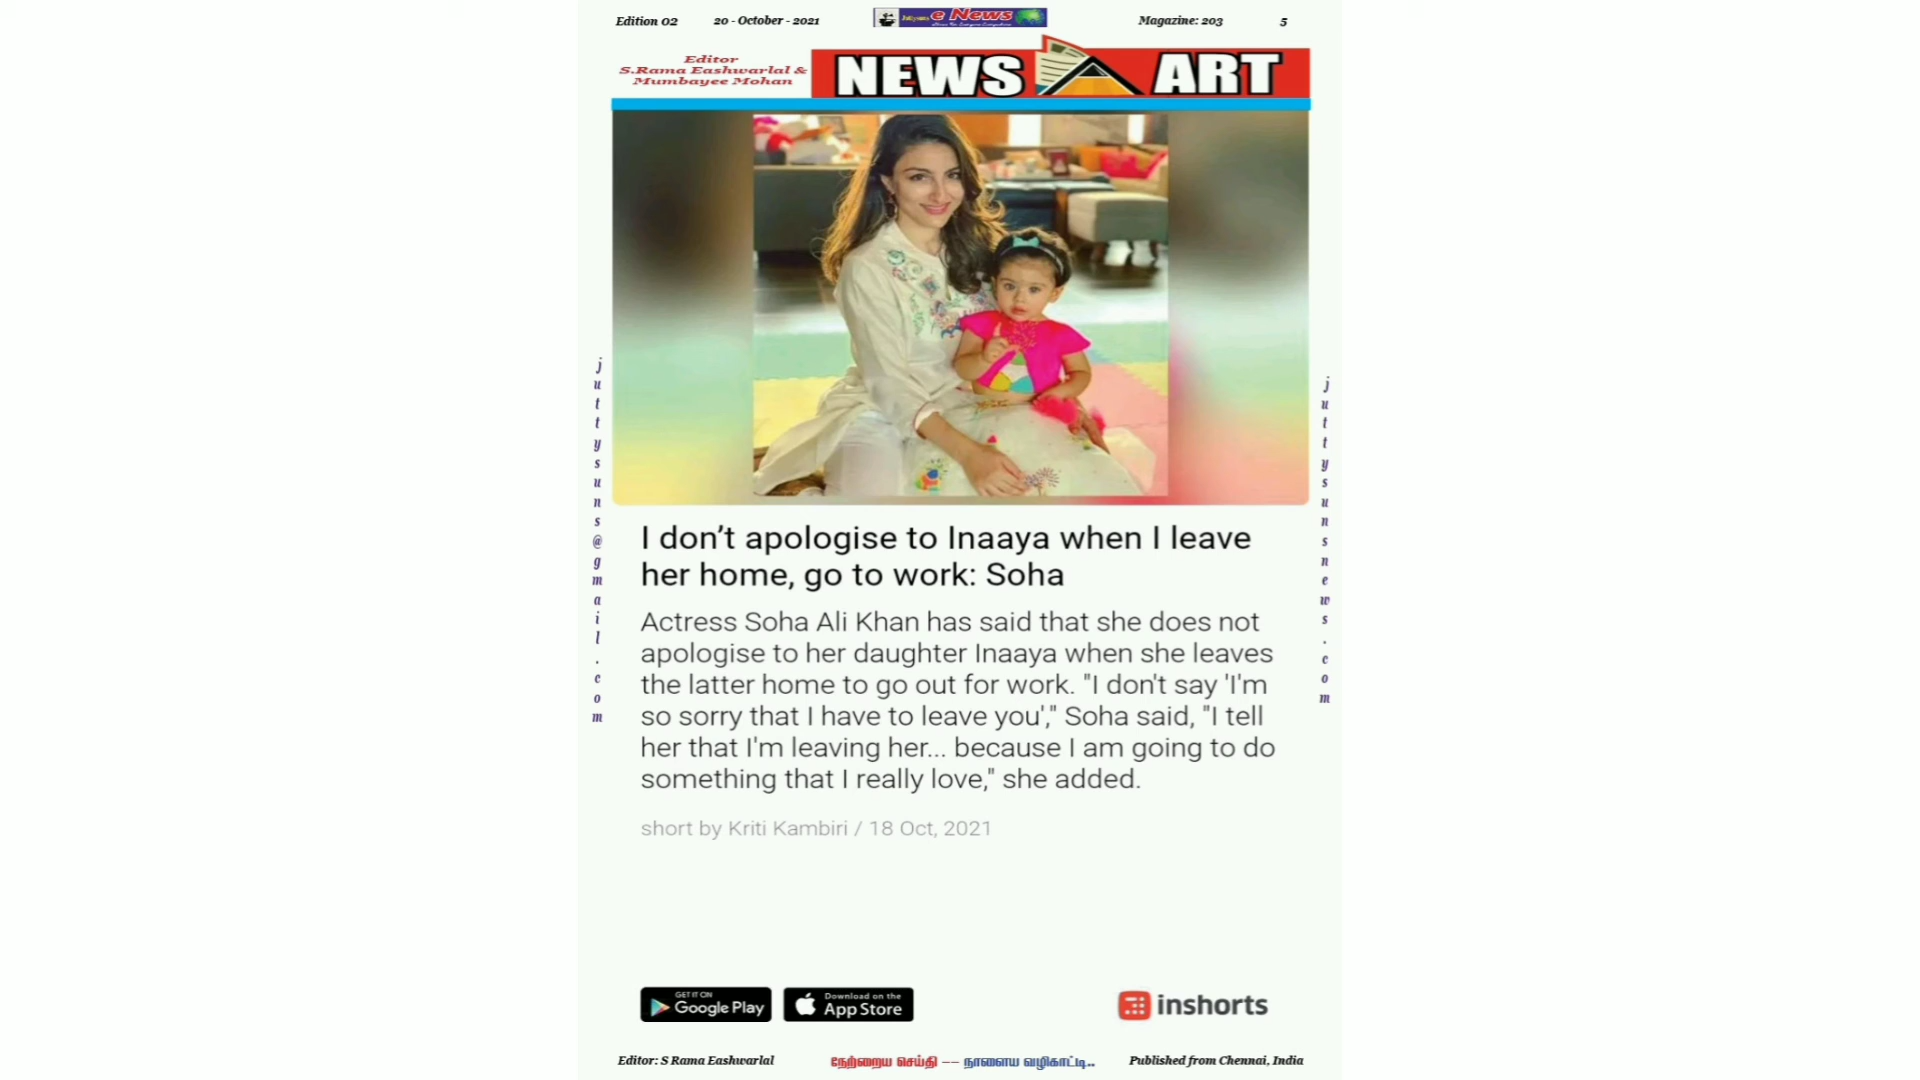 Edition 02 20 - October - 2021 e News Magazine: 203 5
Editor
S.Rama Eashwarlal &
Mumbayee Mohan
NEWS ART
juttysuns@gmail.com
juttysunsnews.com
I don’t apologise to Inaaya when I leave
her home, go to work: Soha
Actress Soha Ali Khan has said that she does not
apologise to her daughter Inaaya when she leaves
the latter home to go out for work. "I don't say 'I'm
so sorry that I have to leave you'," Soha said, "I tell
her that I'm leaving her... because I am going to do
something that I really love," she added.
short by Kriti Kambiri / 18 Oct, 2021
GET IT ON
Google Play
Download on the
App Store
inshorts
Editor: S Rama Eashwarlal நேற்றைய செய்தி -- நாளைய வழிகாட்டி.. Published from Chennai, India